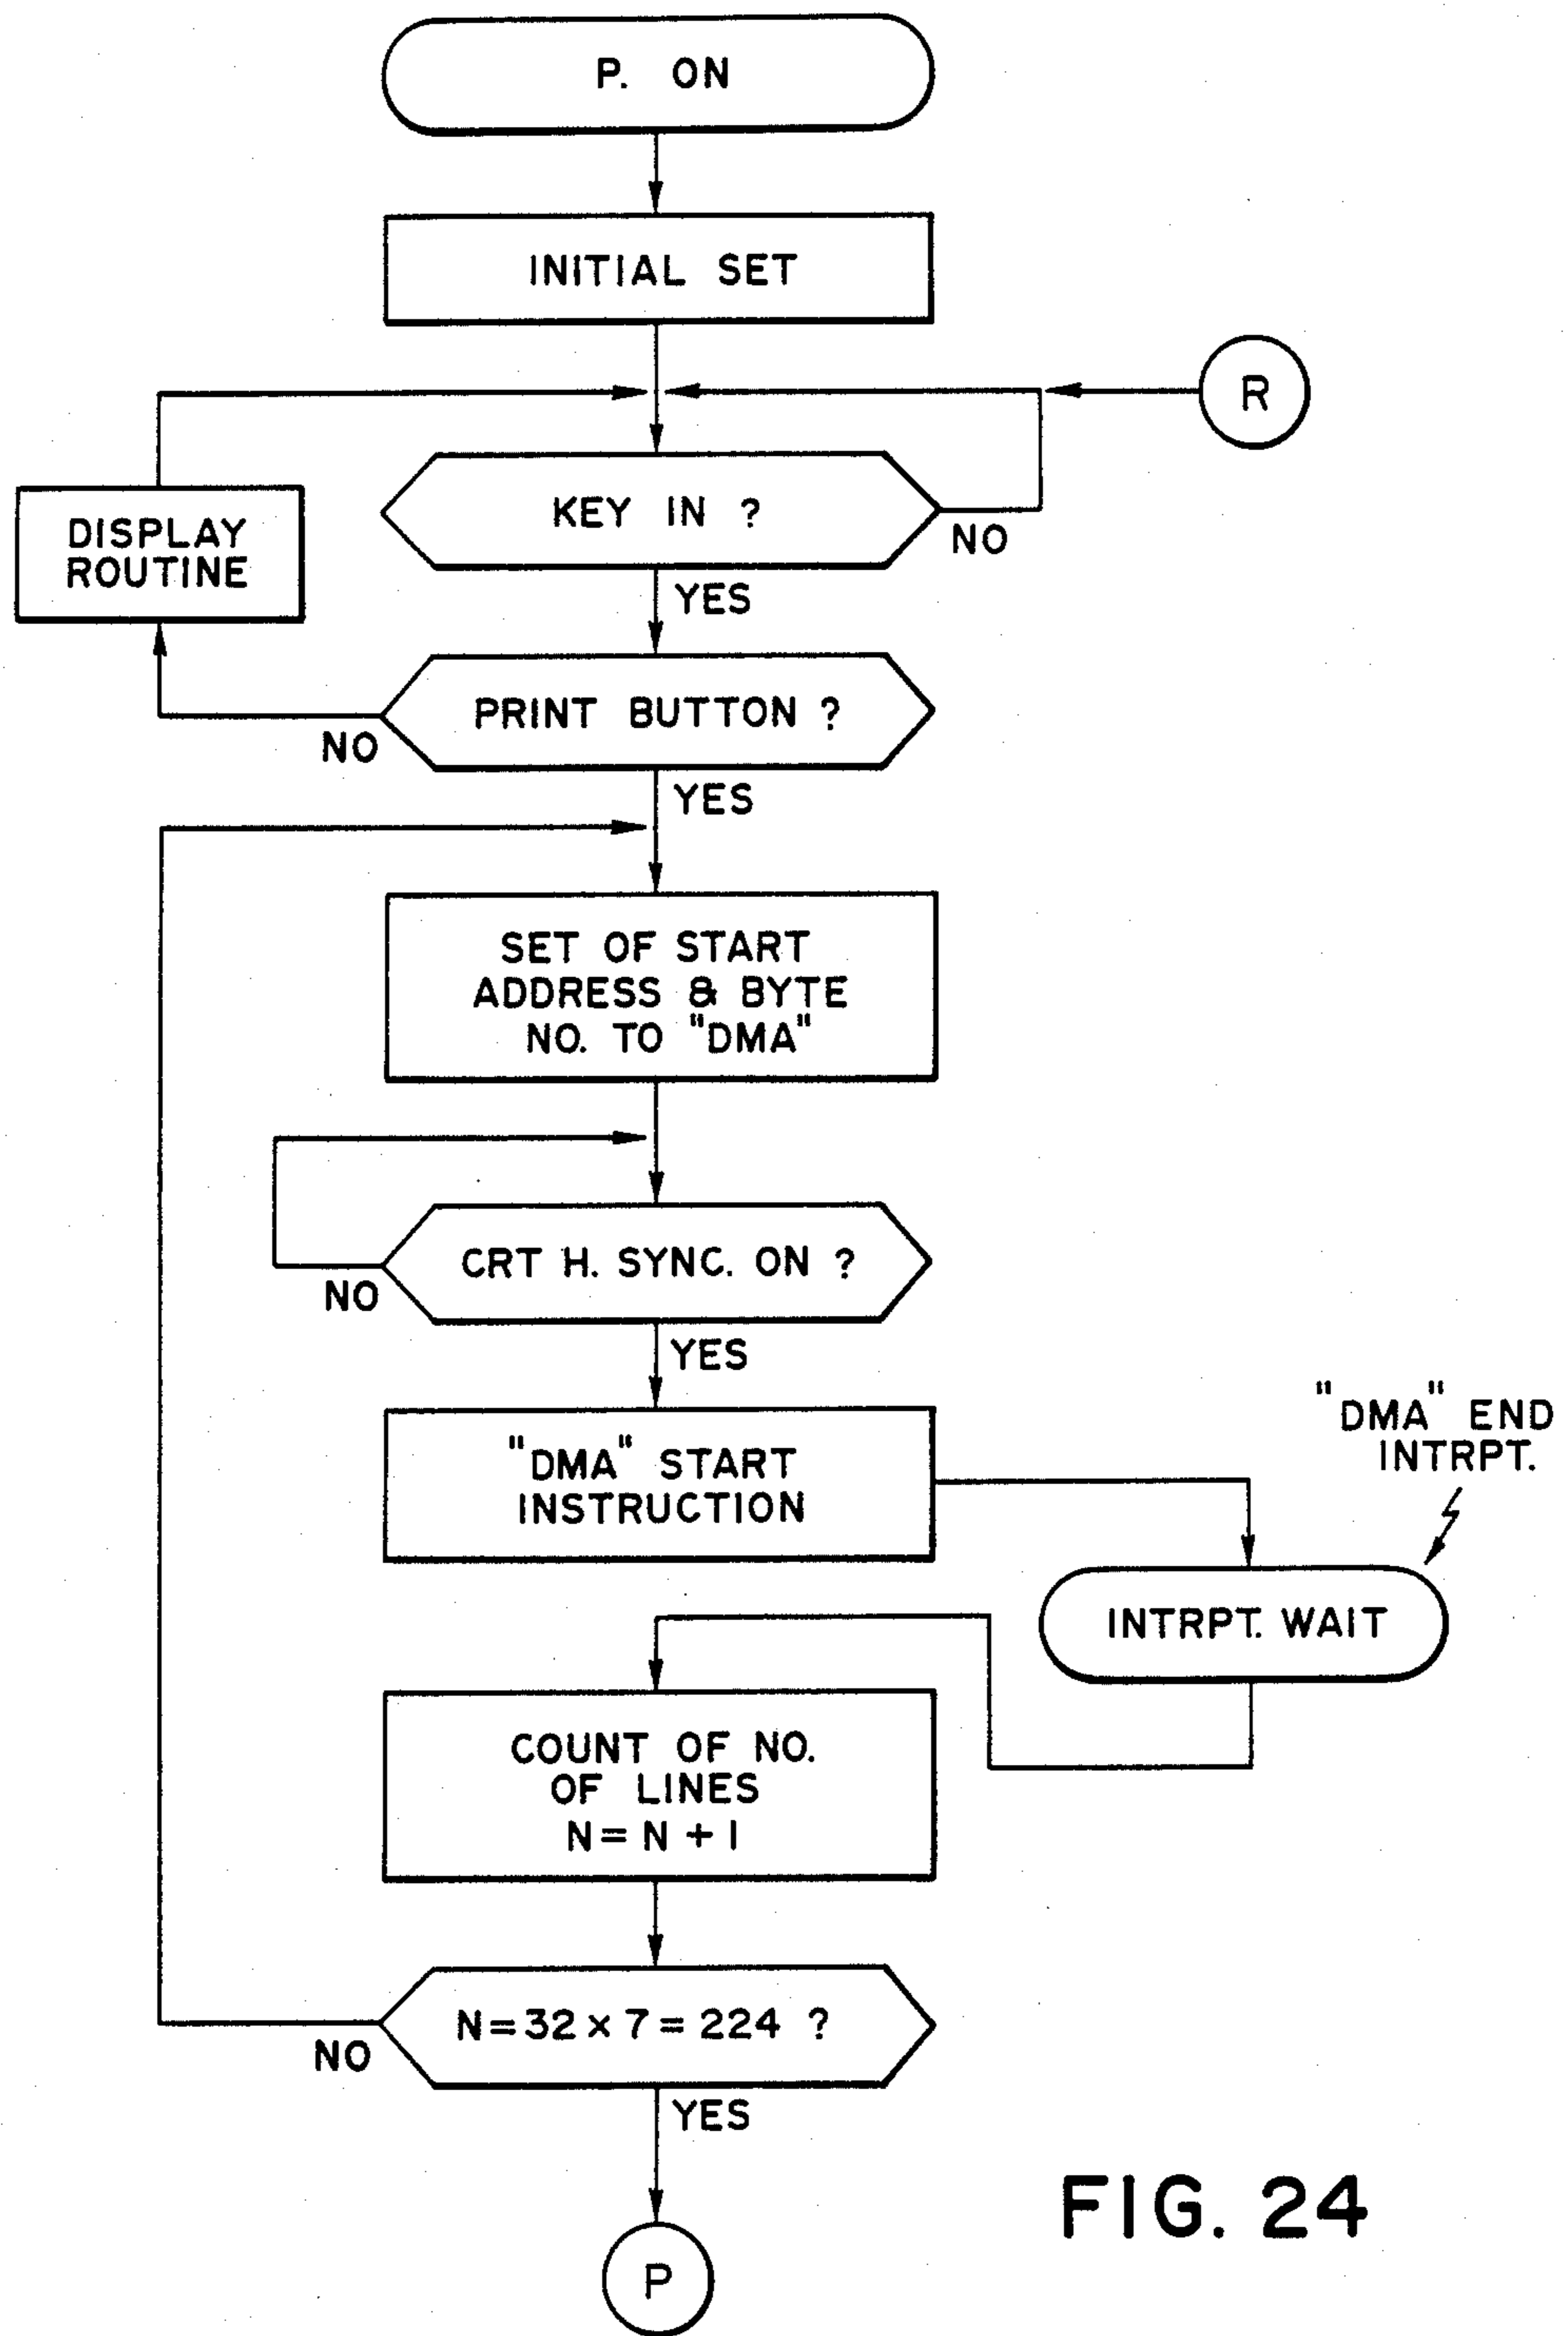 P. ON
INITIAL SET
R
KEY IN ?
NO
DISPLAY
ROUTINE
YES
PRINT BUTTON ?
NO
YES
SET OF START
ADDRESS & BYTE
NO. TO "DMA"
CRT H. SYNC. ON ?
NO
YES
"DMA" START
INSTRUCTION
"DMA" END
INTRPT.
INTRPT. WAIT
COUNT OF NO.
OF LINES
N = N + 1
N = 32 × 7 = 224 ?
NO
YES
P
FIG. 24